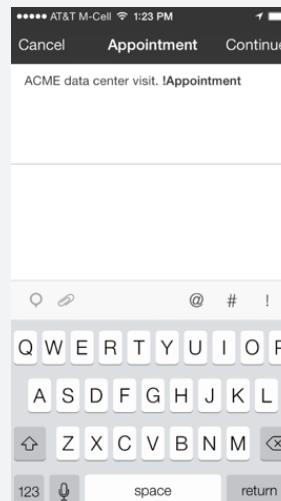 AT&T M-Cell 1:23 PM
Cancel Appointment Continue
ACME data center visit. !Appointment
@ # !
Q W E R T Y U I O P
A S D F G H J K L
Z X C V B N M
123 space return